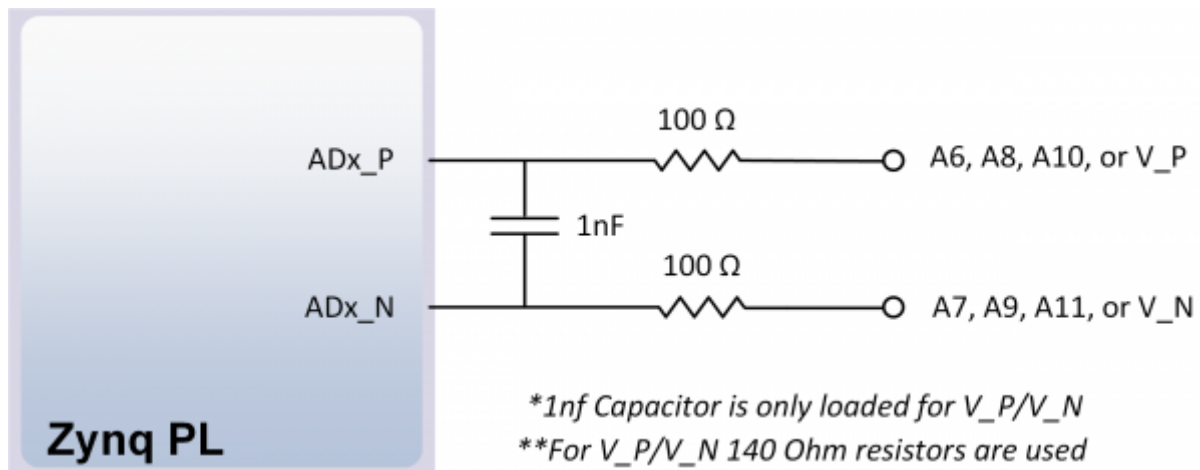 100 Ω
ADx_P
A6, A8, A10, or V_P
1nF
100 Ω
ADx_N
A7, A9, A11, or V_N
*1nf Capacitor is only loaded for V_P/V_N
Zynq PL
**For V_P/V_N 140 Ohm resistors are used